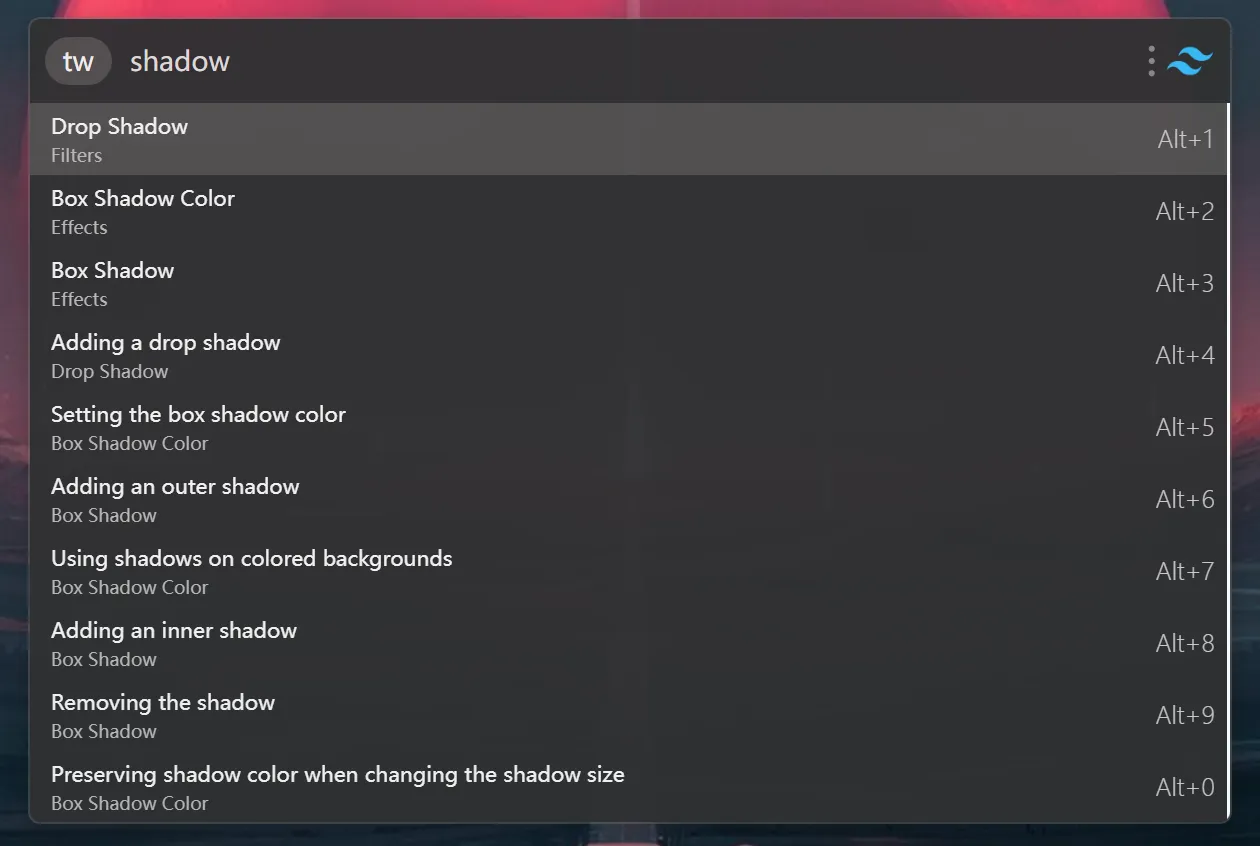 tw shadow
Drop Shadow
Filters
Alt+1
Box Shadow Color
Effects
Alt+2
Box Shadow
Effects
Alt+3
Adding a drop shadow
Drop Shadow
Alt+4
Setting the box shadow color
Box Shadow Color
Alt+5
Adding an outer shadow
Box Shadow
Alt+6
Using shadows on colored backgrounds
Box Shadow Color
Alt+7
Adding an inner shadow
Box Shadow
Alt+8
Removing the shadow
Box Shadow
Alt+9
Preserving shadow color when changing the shadow size
Box Shadow Color
Alt+0